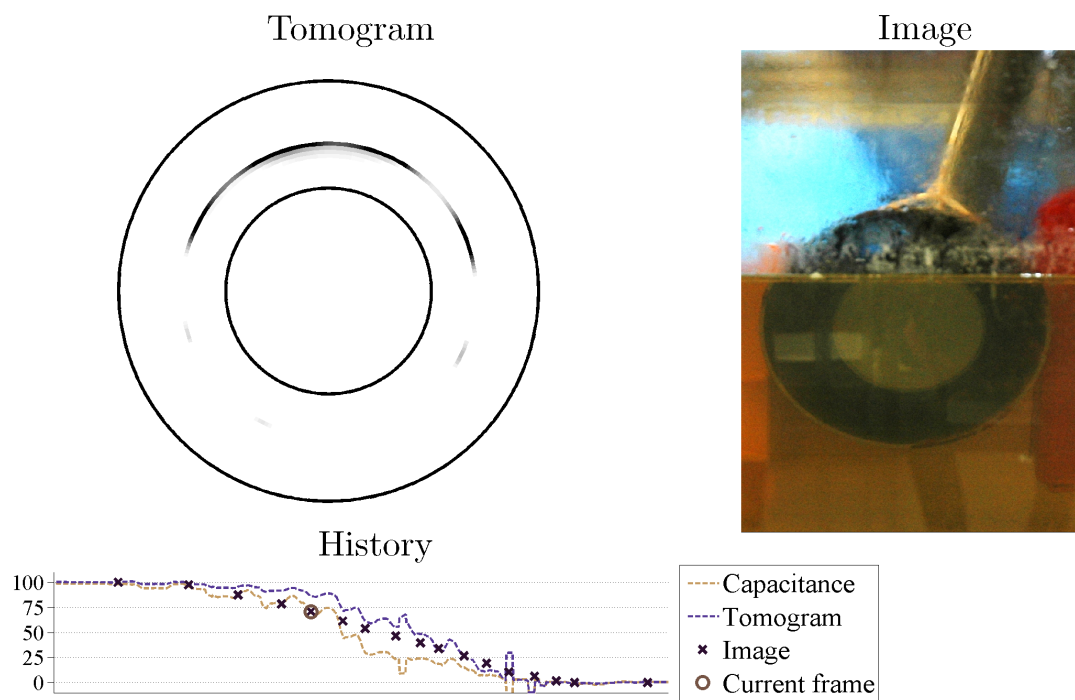 Tomogram
Image
History
100
75
50
25
0
Capacitance
Tomogram
Image
Current frame